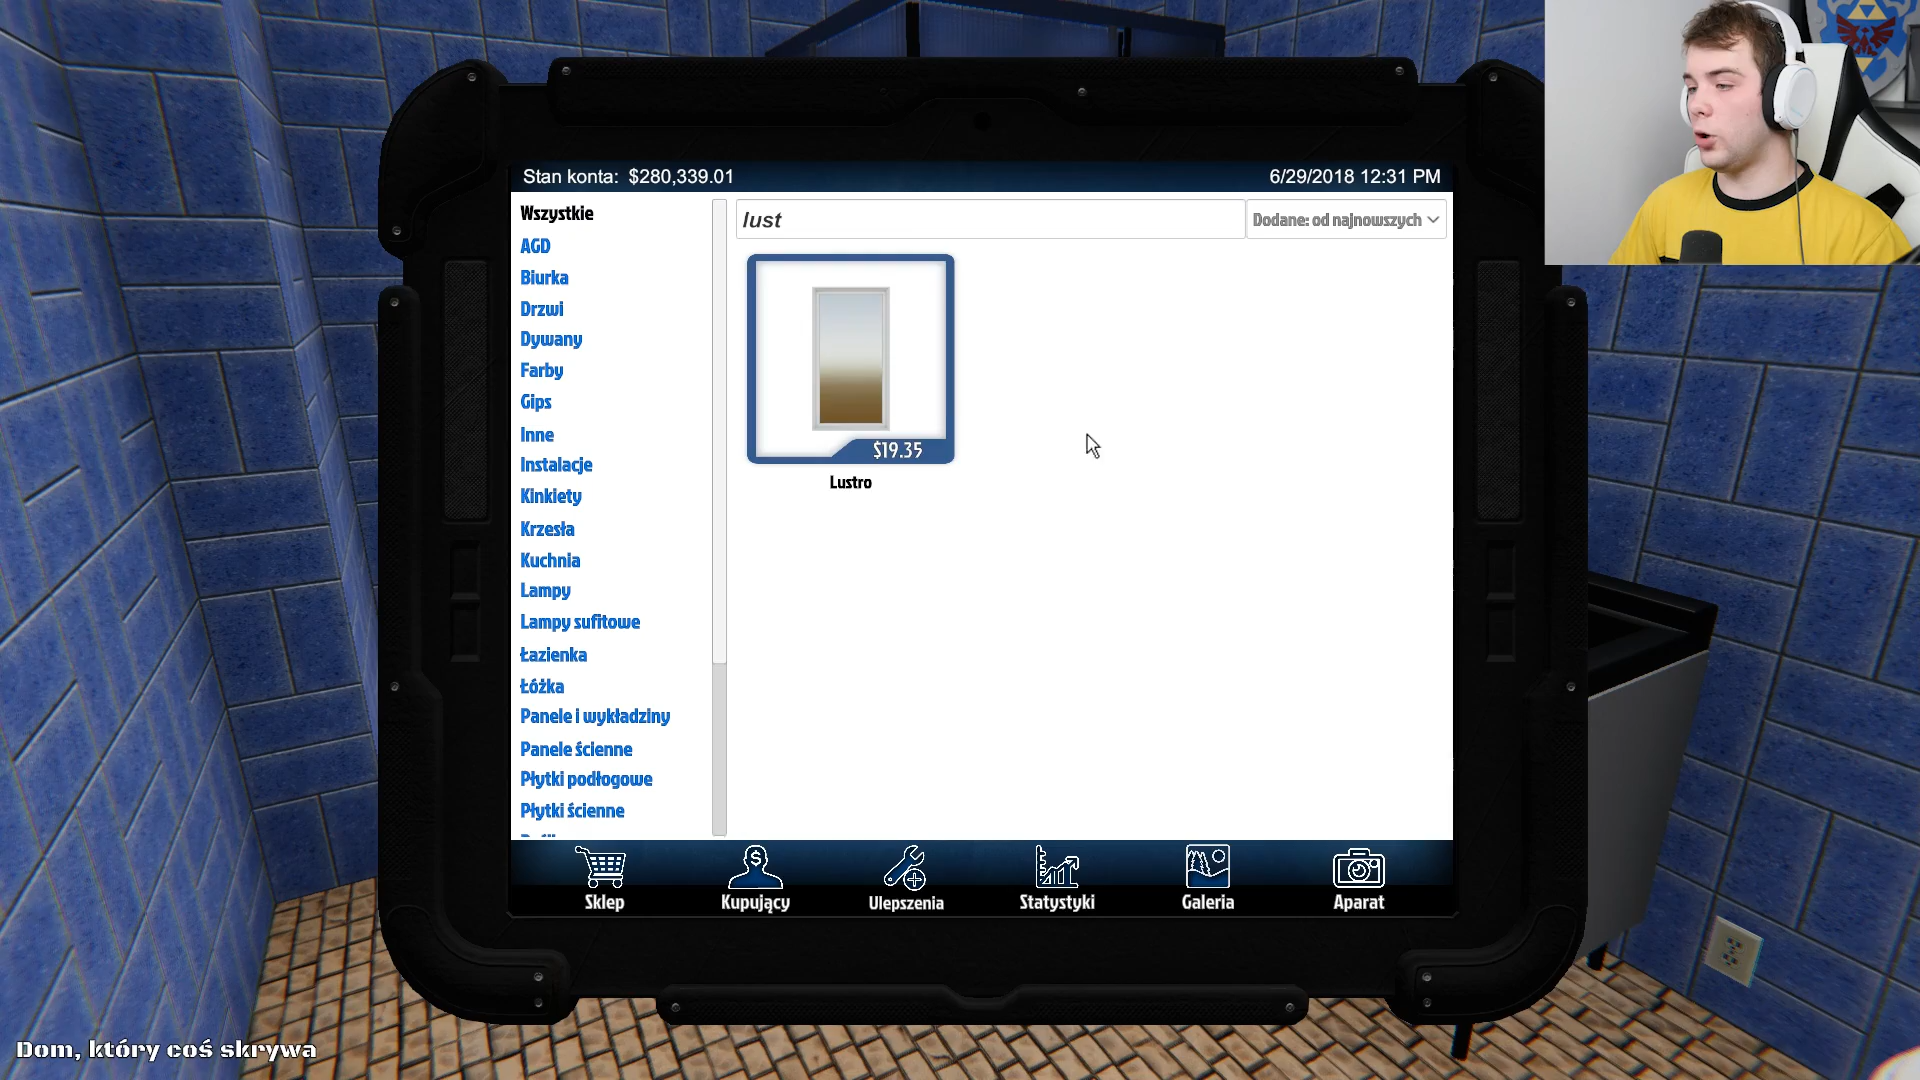 Stan konta: $280,339.01
6/29/2018 12:31 PM
Wszystkie
AGD
Biurka
Drzwi
Dywany
Farby
Gips
Inne
Instalacje
Kinkiety
Krzesła
Kuchnia
Lampy
Lampy sufitowe
Łazienka
Łóżka
Panele i wykładziny
Panele ścienne
Płytki podłogowe
Płytki ścienne
lust
Dodane: od najnowszych
$19.35
Lustro
Sklep
Kupujący
Ulepszenia
Statystyki
Galeria
Aparat
Dom, który coś skrywa